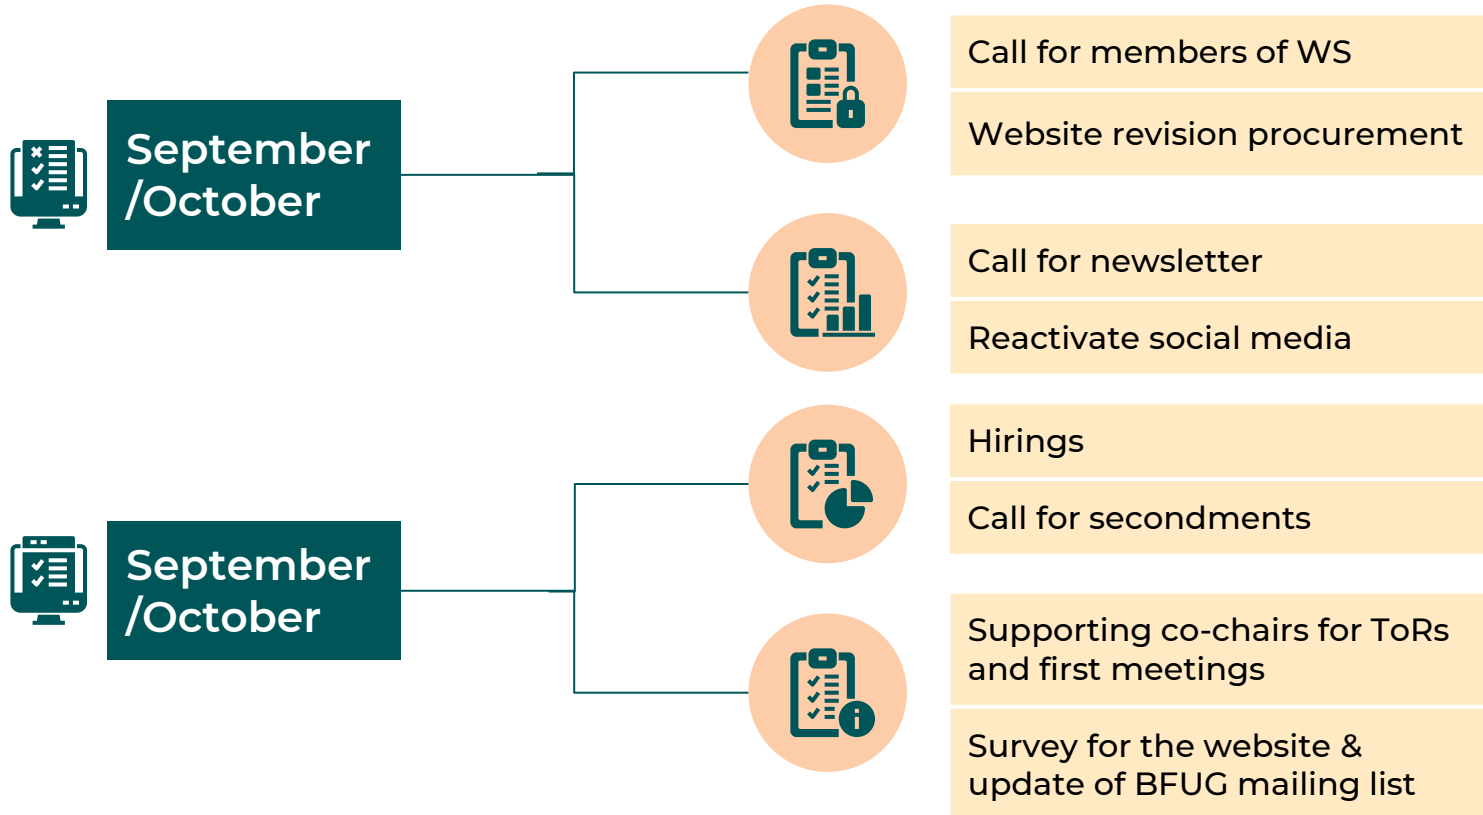 September
/October
Call for members of WS
Website revision procurement
Call for newsletter
Reactivate social media
September
/October
Hirings
Call for secondments
Supporting co-chairs for ToRs
and first meetings
Survey for the website &
update of BFUG mailing list